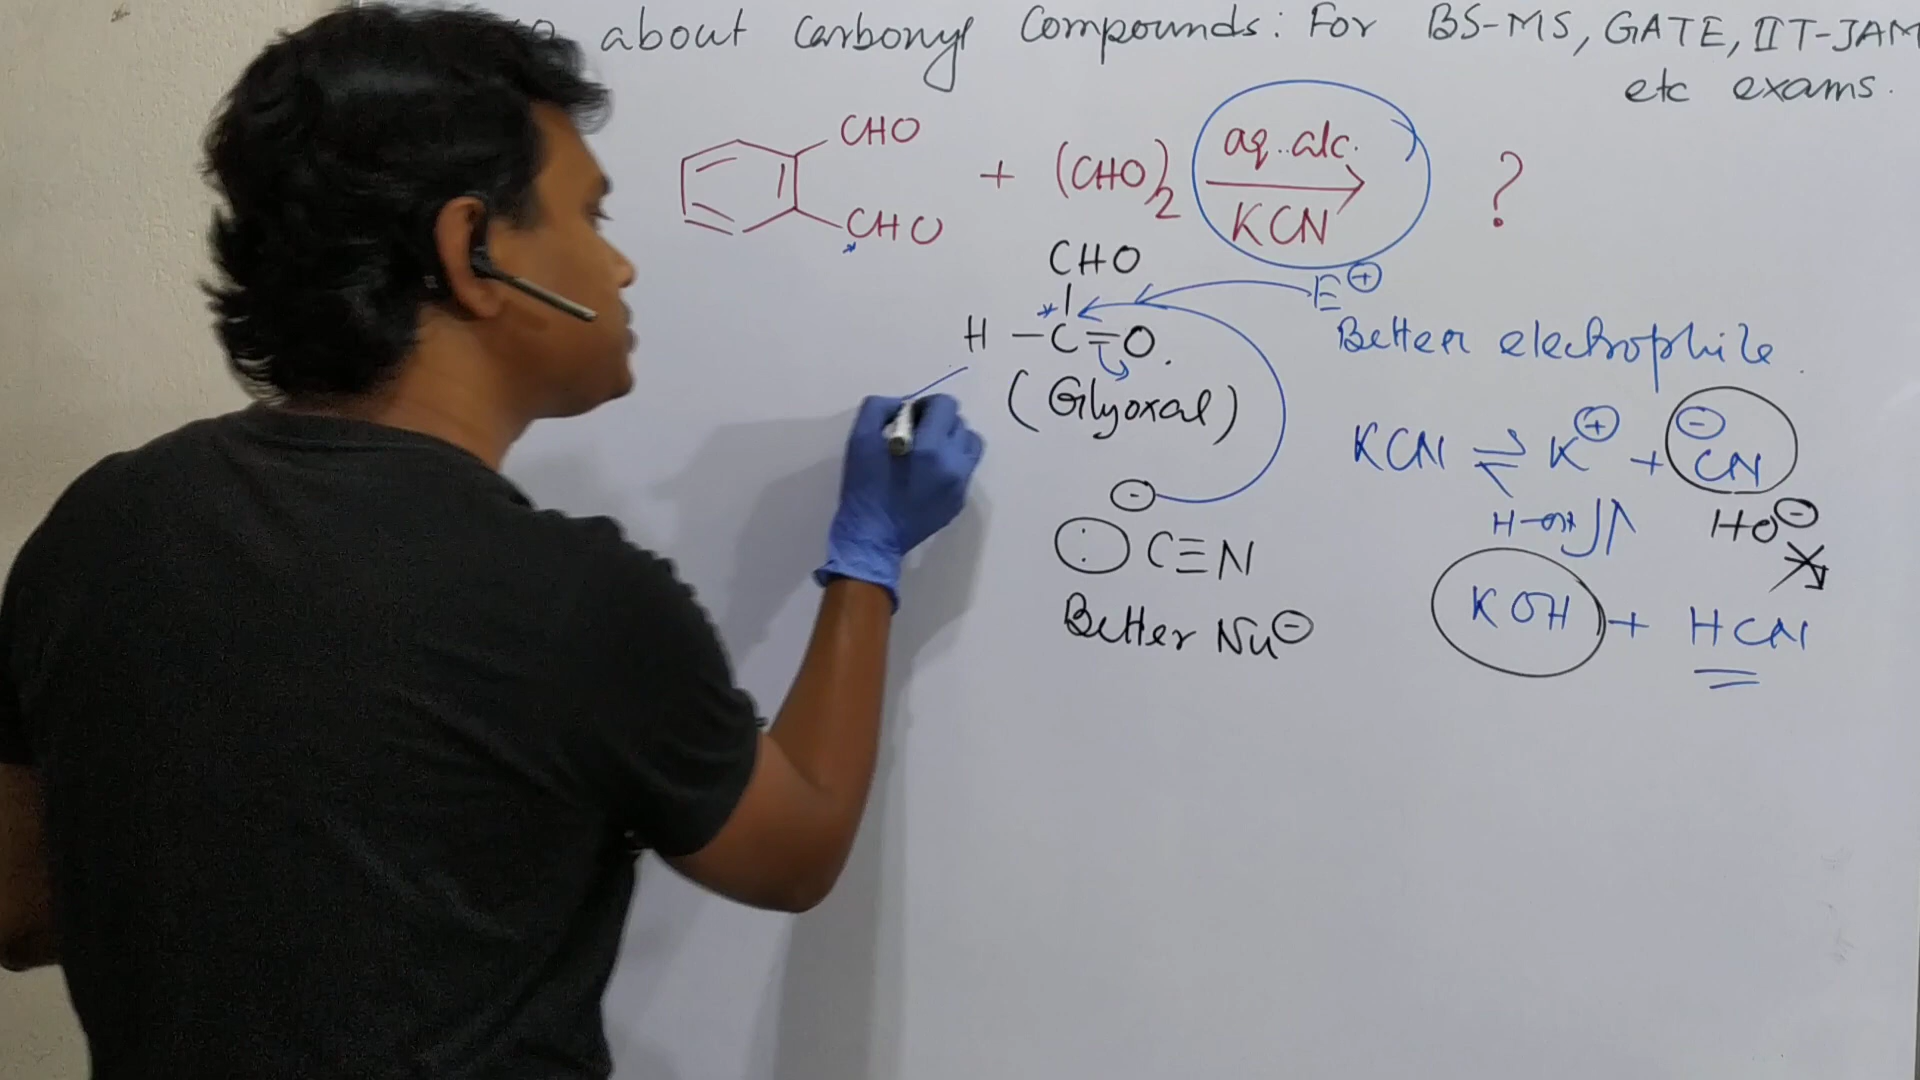 about carbonyl compounds: For BS-MS, GATE, IIT-JAM
etc exams.
CHO
CHO
+ (CHO)2
aq. alc.
KCN
?
CHO
H - C = O.
(Glyoxal)
E⊕
Better electrophile
KCN ⇌ K⊕ + ⊖CN
H-OH
HO⊖
KOH + HCN
⊖
: C≡N
Better Nu⊖